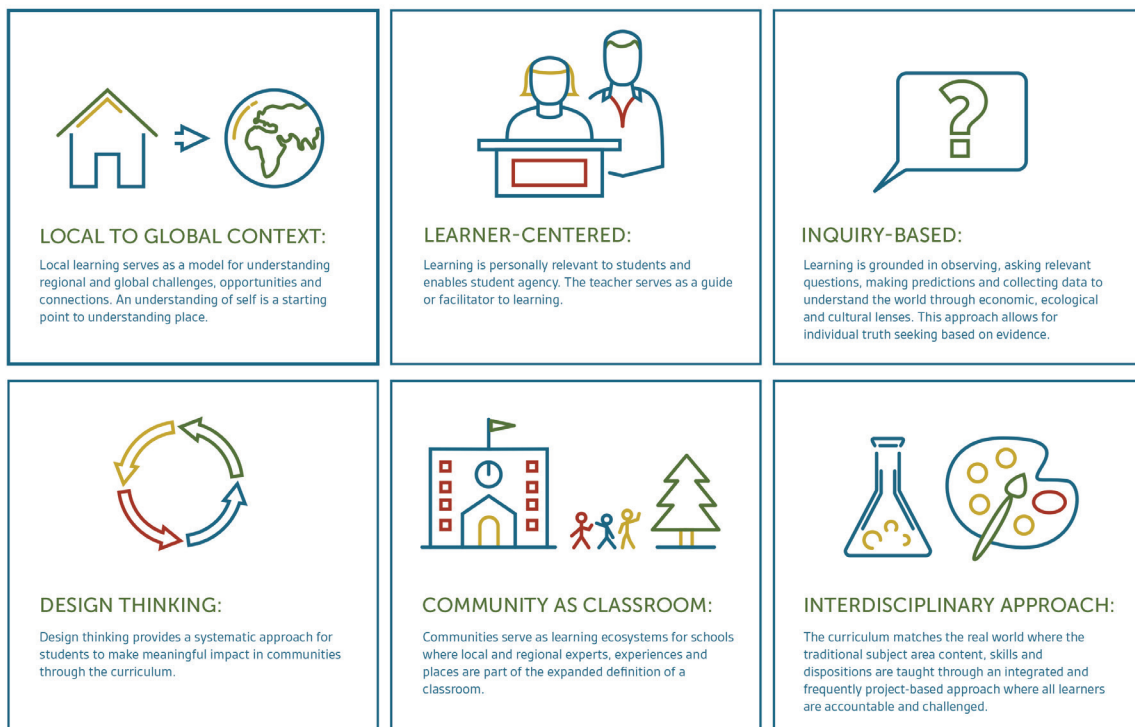 LOCAL TO GLOBAL CONTEXT:
Local learning serves as a model for understanding
regional and global challenges, opportunities and
connections. An understanding of self is a starting
point to understanding place.
LEARNER-CENTERED:
Learning is personally relevant to students and
enables student agency. The teacher serves as a guide
or facilitator to learning.
INQUIRY-BASED:
Learning is grounded in observing, asking relevant
questions, making predictions and collecting data to
understand the world through economic, ecological
and cultural lenses. This approach allows for
individual truth seeking based on evidence.
DESIGN THINKING:
Design thinking provides a systematic approach for
students to make meaningful impact in communities
through the curriculum.
COMMUNITY AS CLASSROOM:
Communities serve as learning ecosystems for schools
where local and regional experts, experiences and
places are part of the expanded definition of a
classroom.
INTERDISCIPLINARY APPROACH:
The curriculum matches the real world where the
traditional subject area content, skills and
dispositions are taught through an integrated and
frequently project-based approach where all learners
are accountable and challenged.